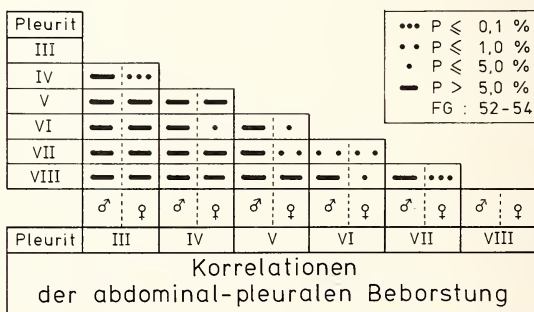 Pleurit
III
IV
V
VI
VII
VIII
••• P ≤ 0,1 %
•• P ≤ 1,0 %
• P ≤ 5,0 %
— P > 5,0 %
FG : 52-54
♂ ♀ ♂ ♀ ♂ ♀ ♂ ♀ ♂ ♀ ♂ ♀
Pleurit III IV V VI VII VIII
Korrelationen
der abdominal-pleuralen Beborstung